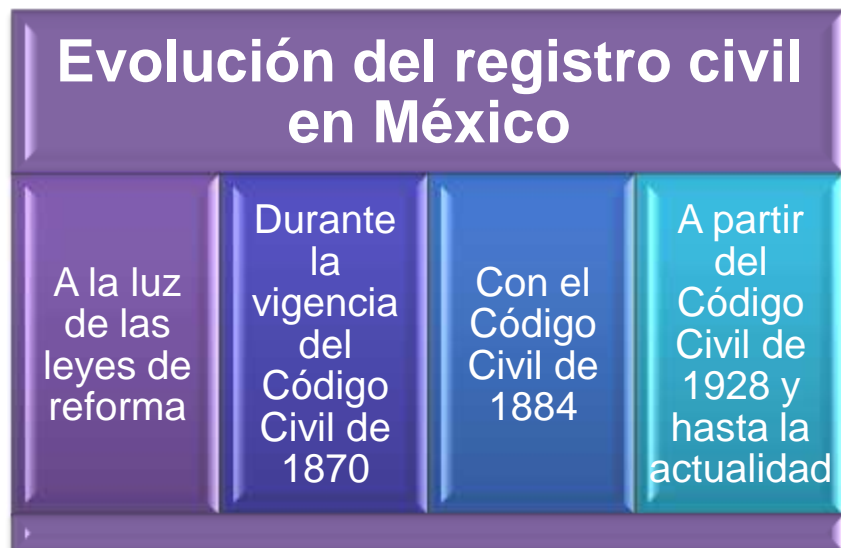 Evolución del registro civil
en México
A la luz
de las
leyes de
reforma
Durante
la
vigencia
del
Código
Civil de
1870
Con el
Código
Civil de
1884
A partir
del
Código
Civil de
1928 y
hasta la
actualidad